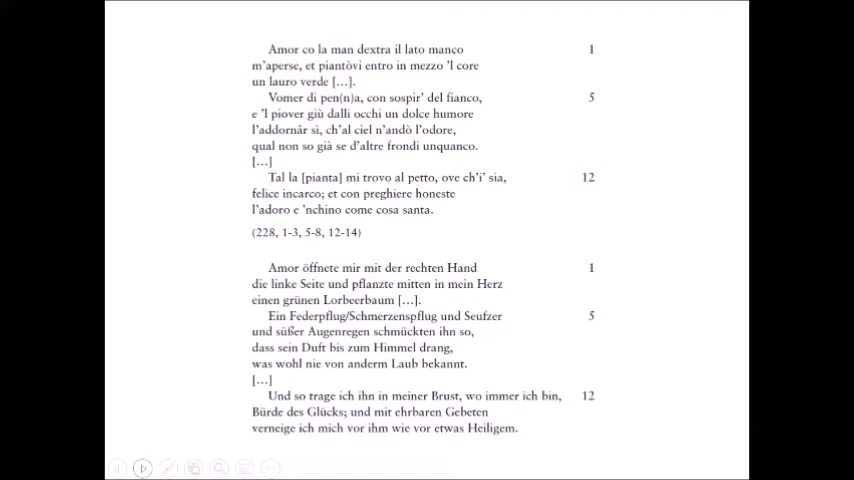 Amor co la man dextra il lato manco 1
m'aperse, et piantòvi entro in mezzo 'l core
un lauro verde […].
Vomer di pen(n)a, con sospir' del fianco, 5
e 'l piover giù dalli occhi un dolce humore
l'addornâr sì, ch'al ciel n'andò l'odore,
qual non so già se d'altre frondi unquanco.
[…]
Tal la [pianta] mi trovo al petto, ove ch'i' sia, 12
felice incarco; et con preghiere honeste
l'adoro e 'nchino come cosa santa.
(228, 1-3, 5-8, 12-14)
Amor öffnete mir mit der rechten Hand 1
die linke Seite und pflanzte mitten in mein Herz
einen grünen Lorbeerbaum […].
Ein Federpflug/Schmerzenspflug und Seufzer 5
und süßer Augenregen schmückten ihn so,
dass sein Duft bis zum Himmel drang,
was wohl nie von anderm Laub bekannt.
[…]
Und so trage ich ihn in meiner Brust, wo immer ich bin, 12
Bürde des Glücks; und mit ehrbaren Gebeten
verneige ich mich vor ihm wie vor etwas Heiligem.